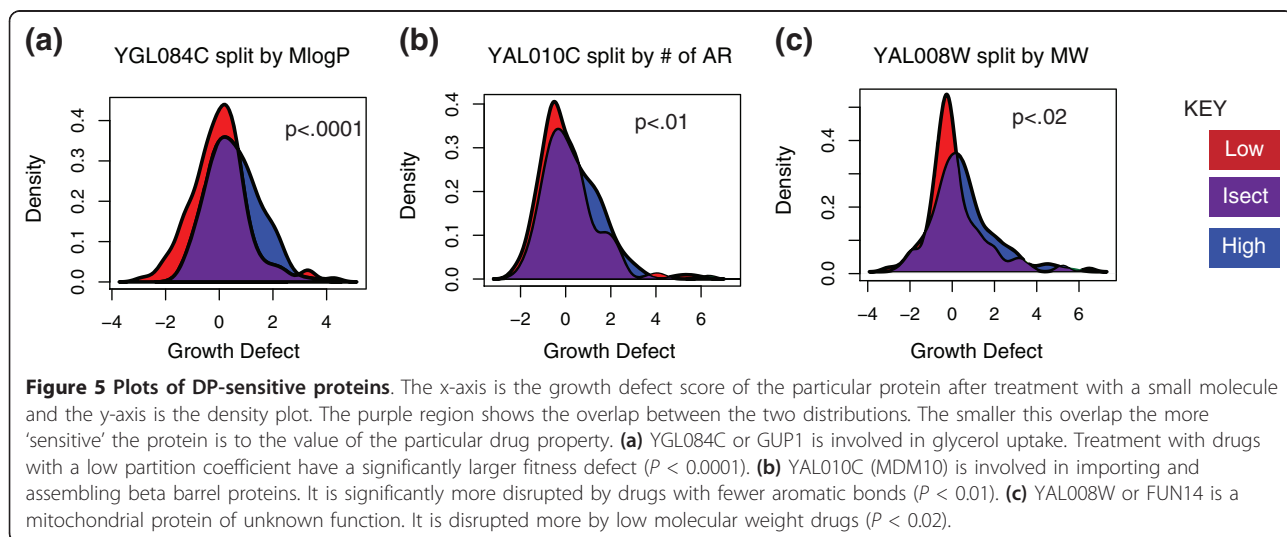 (a)
YGL084C split by MlogP
p<.0001
Density
0.0 0.1 0.2 0.3 0.4
−4 −2 0 2 4
Growth Defect
(b)
YAL010C split by # of AR
p<.01
Density
0.0 0.1 0.2 0.3 0.4
−2 0 2 4 6
Growth Defect
(c)
YAL008W split by MW
p<.02
Density
0.0 0.2 0.4
−4 −2 0 2 4 6
Growth Defect
KEY
Low
Isect
High
Figure 5 Plots of DP-sensitive proteins. The x-axis is the growth defect score of the particular protein after treatment with a small molecule
and the y-axis is the density plot. The purple region shows the overlap between the two distributions. The smaller this overlap the more
‘sensitive’ the protein is to the value of the particular drug property. (a) YGL084C or GUP1 is involved in glycerol uptake. Treatment with drugs
with a low partition coefficient have a significantly larger fitness defect (P < 0.0001). (b) YAL010C (MDM10) is involved in importing and
assembling beta barrel proteins. It is significantly more disrupted by drugs with fewer aromatic bonds (P < 0.01). (c) YAL008W or FUN14 is a
mitochondrial protein of unknown function. It is disrupted more by low molecular weight drugs (P < 0.02).